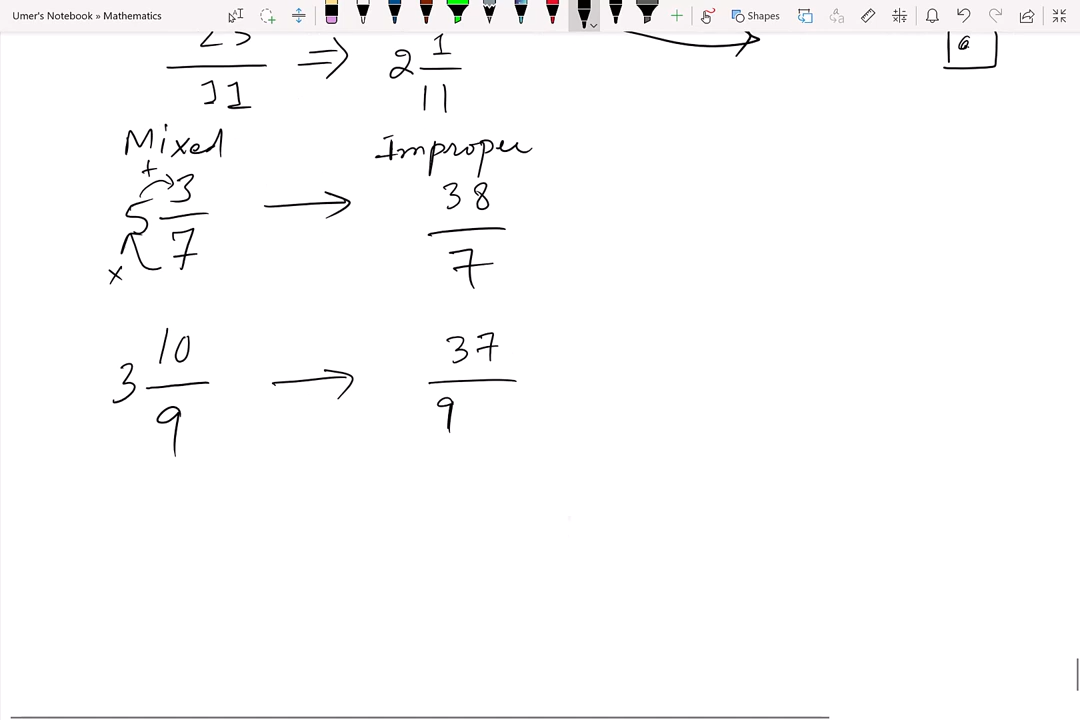 Umer's Notebook » Mathematics
Shapes
11 ⇒ 2 1/11
6
Mixed Improper
+
5 3/7 → 38/7
x
3 10/9 → 37/9